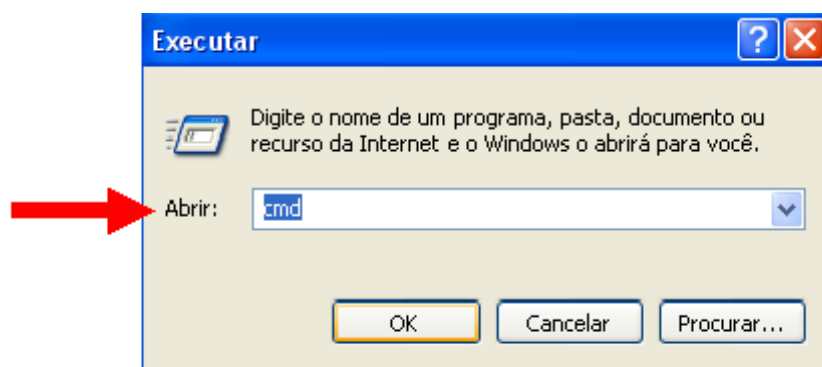 Executar
?
Digite o nome de um programa, pasta, documento ou
recurso da Internet e o Windows o abrirá para você.
Abrir: cmd
OK Cancelar Procurar...